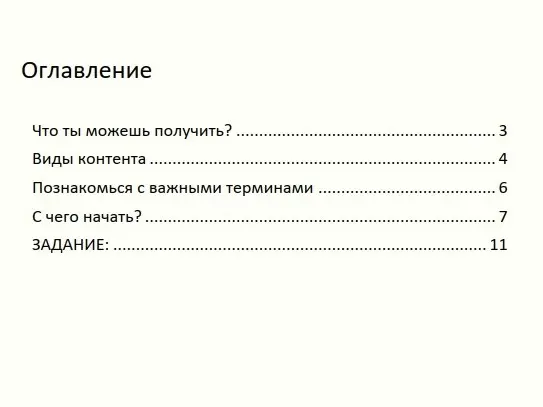 Оглавление
Что ты можешь получить? ........................................................ 3
Виды контента ........................................................................... 4
Познакомься с важными терминами ...................................... 6
С чего начать? ............................................................................ 7
ЗАДАНИЕ: ................................................................................ 11